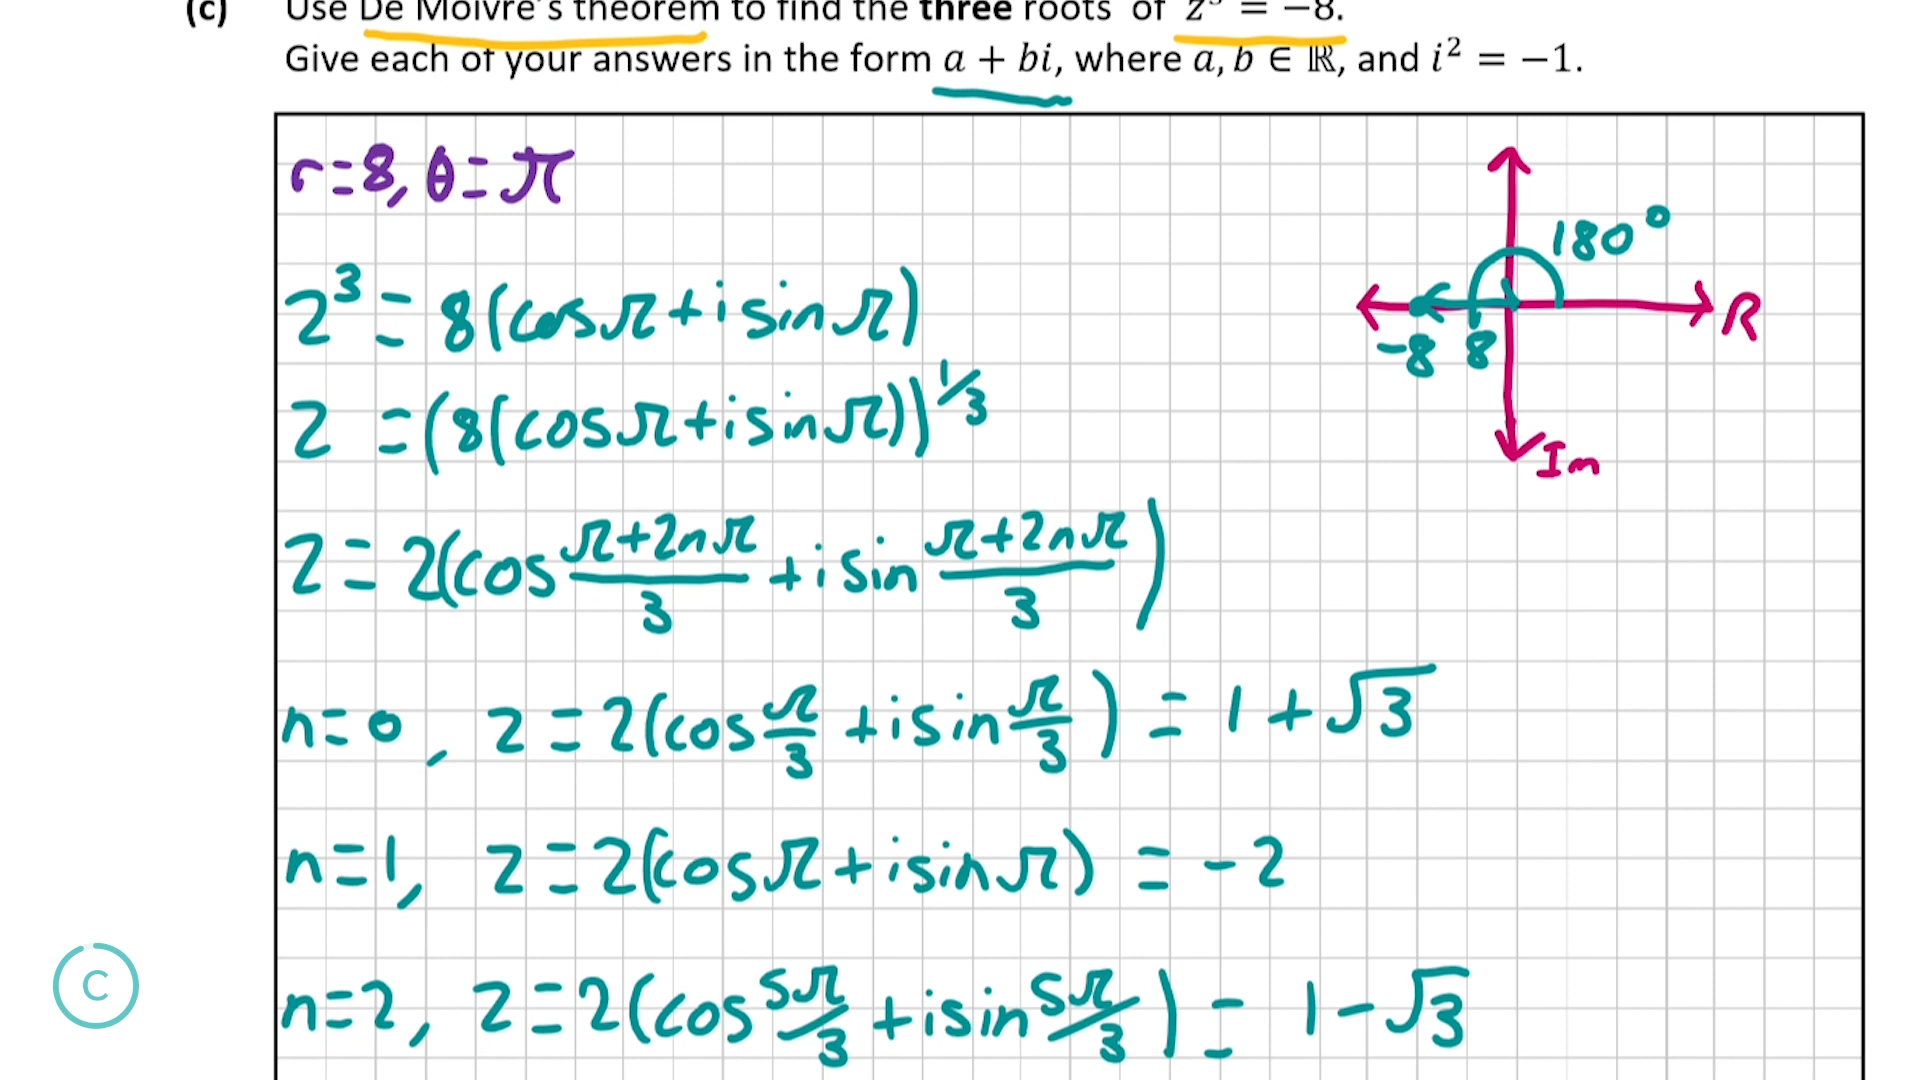 (c) Use De Moivre's theorem to find the three roots of z³ = −8.
Give each of your answers in the form a + bi, where a, b ∈ ℝ, and i² = −1.
r=8, θ=π
180°
z³ = 8(cosπ+isinπ)
R
-8 8
z = (8(cosπ+isinπ))^1/3
Im
z = 2(cos (π+2nπ)/3 + i sin (π+2nπ)/3)
n=0, z=2(cos π/3 + isin π/3) = 1+√3
n=1, z=2(cosπ+isinπ) = -2
n=2, z=2(cos 5π/3 + isin 5π/3) = 1-√3
C